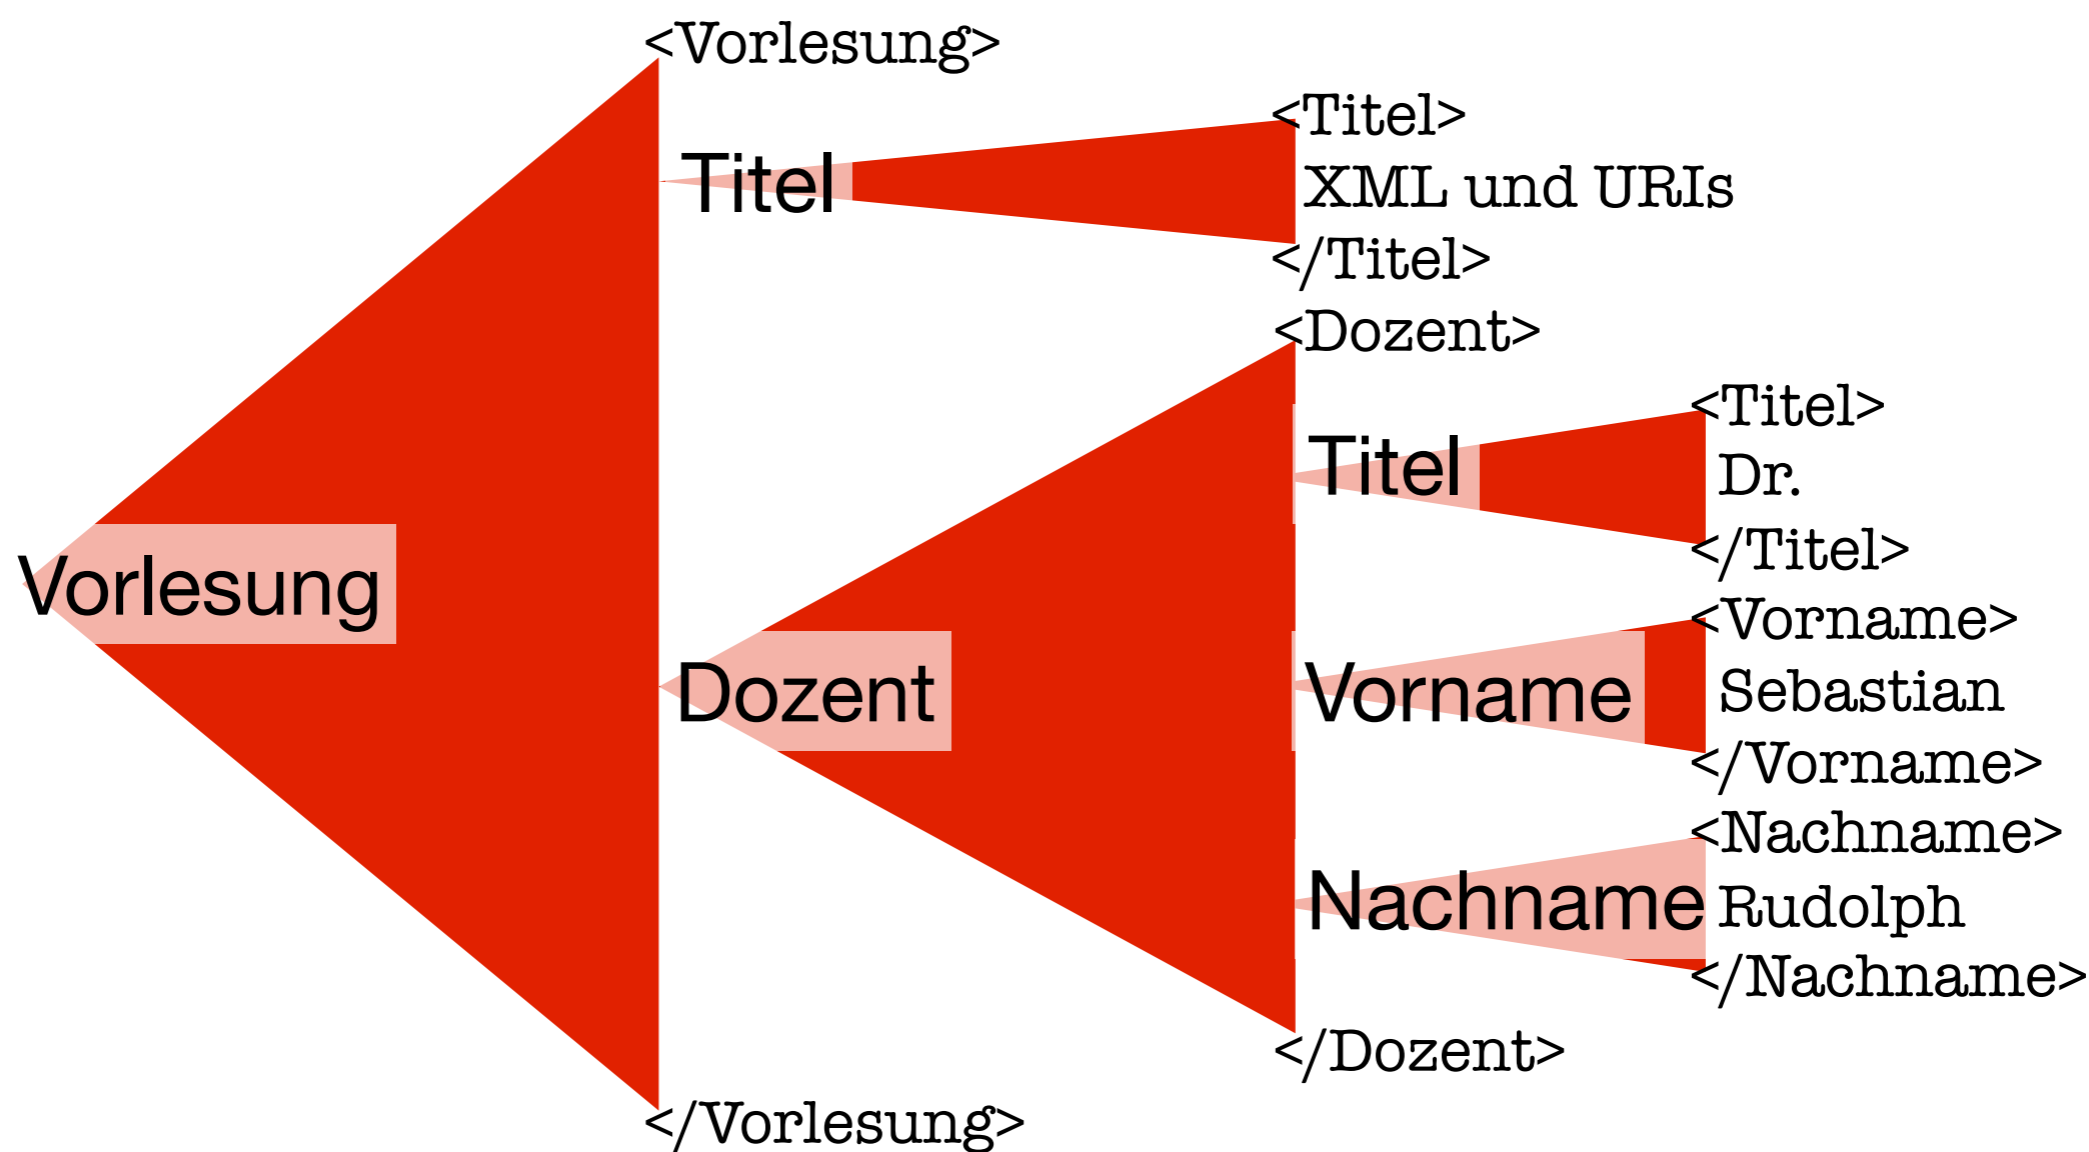 <Vorlesung>
<Titel>
Titel
XML und URIs
</Titel>
<Dozent>
<Titel>
Titel
Dr.
</Titel>
Vorlesung
<Vorname>
Dozent
Vorname
Sebastian
</Vorname>
<Nachname>
Nachname
Rudolph
</Nachname>
</Dozent>
</Vorlesung>